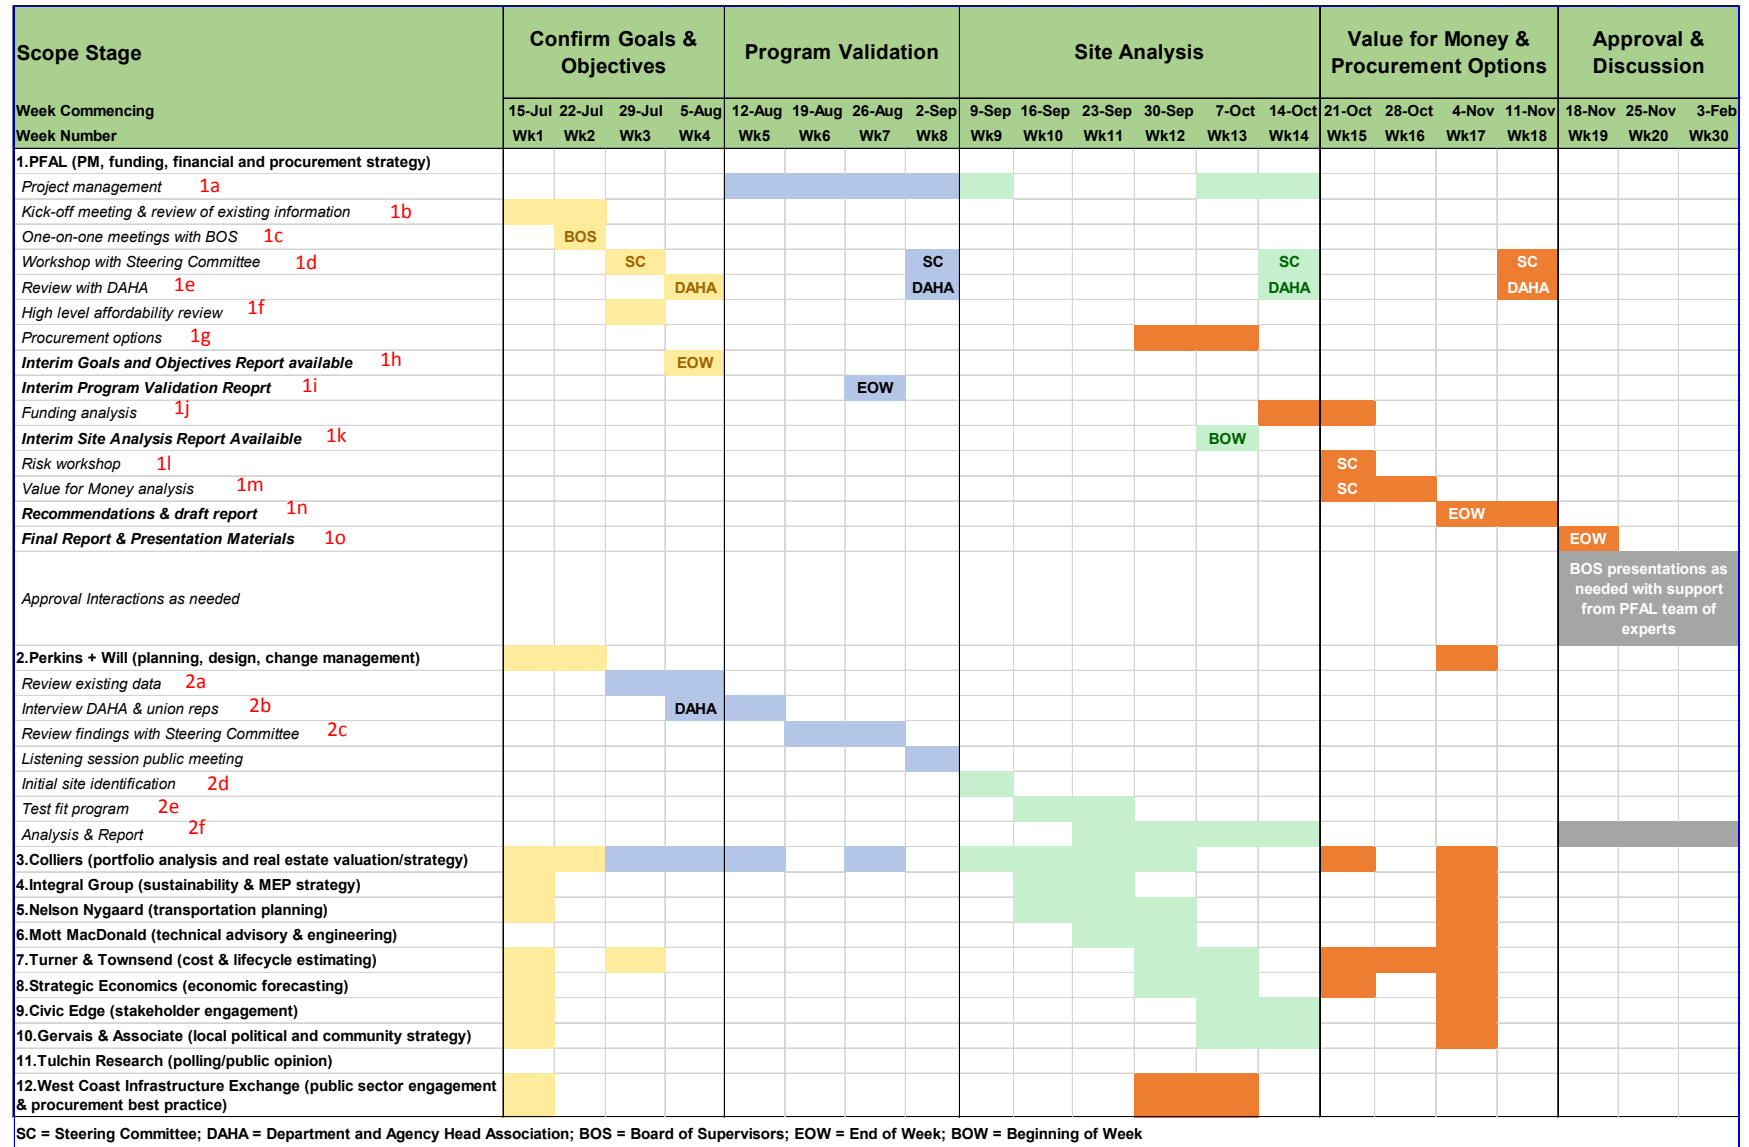 Scope Stage
Confirm Goals &
Objectives
Program Validation
Site Analysis
Value for Money &
Procurement Options
Approval &
Discussion
Week Commencing 15-Jul 22-Jul 29-Jul 5-Aug 12-Aug 19-Aug 26-Aug 2-Sep 9-Sep 16-Sep 23-Sep 30-Sep 7-Oct 14-Oct 21-Oct 28-Oct 4-Nov 11-Nov 18-Nov 25-Nov 3-Feb
Week Number Wk1 Wk2 Wk3 Wk4 Wk5 Wk6 Wk7 Wk8 Wk9 Wk10 Wk11 Wk12 Wk13 Wk14 Wk15 Wk16 Wk17 Wk18 Wk19 Wk20 Wk30
1.PFAL (PM, funding, financial and procurement strategy)
Project management 1a
Kick-off meeting & review of existing information 1b
One-on-one meetings with BOS 1c BOS
Workshop with Steering Committee 1d SC SC SC SC
Review with DAHA 1e DAHA DAHA DAHA DAHA
High level affordability review 1f
Procurement options 1g
Interim Goals and Objectives Report available 1h EOW
Interim Program Validation Reoprt 1i EOW
Funding analysis 1j
Interim Site Analysis Report Availaible 1k BOW
Risk workshop 1l SC
Value for Money analysis 1m SC
Recommendations & draft report 1n EOW
Final Report & Presentation Materials 1o EOW
Approval Interactions as needed
BOS presentations as
needed with support
from PFAL team of
experts
2.Perkins + Will (planning, design, change management)
Review existing data 2a
Interview DAHA & union reps 2b DAHA
Review findings with Steering Committee 2c
Listening session public meeting
Initial site identification 2d
Test fit program 2e
Analysis & Report 2f
3.Colliers (portfolio analysis and real estate valuation/strategy)
4.Integral Group (sustainability & MEP strategy)
5.Nelson Nygaard (transportation planning)
6.Mott MacDonald (technical advisory & engineering)
7.Turner & Townsend (cost & lifecycle estimating)
8.Strategic Economics (economic forecasting)
9.Civic Edge (stakeholder engagement)
10.Gervais & Associate (local political and community strategy)
11.Tulchin Research (polling/public opinion)
12.West Coast Infrastructure Exchange (public sector engagement
& procurement best practice)
SC = Steering Committee; DAHA = Department and Agency Head Association; BOS = Board of Supervisors; EOW = End of Week; BOW = Beginning of Week